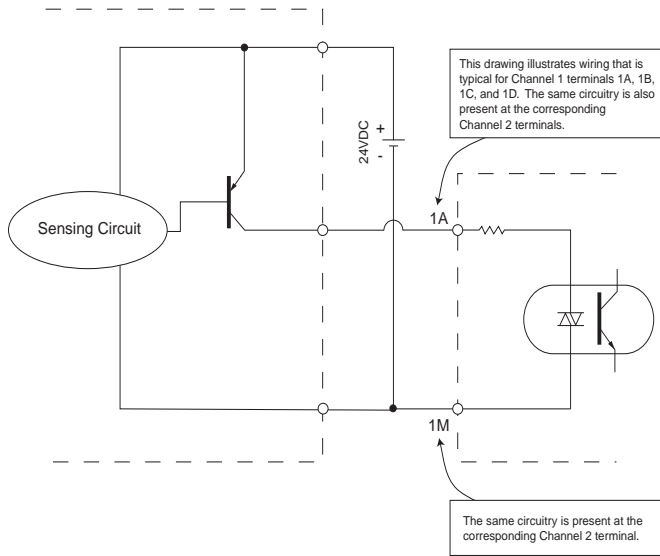 This drawing illustrates wiring that is
typical for Channel 1 terminals 1A, 1B,
1C, and 1D. The same circuitry is also
present at the corresponding
Channel 2 terminals.
24VDC
+
-
1A
Sensing Circuit
1M
The same circuitry is present at the
corresponding Channel 2 terminal.